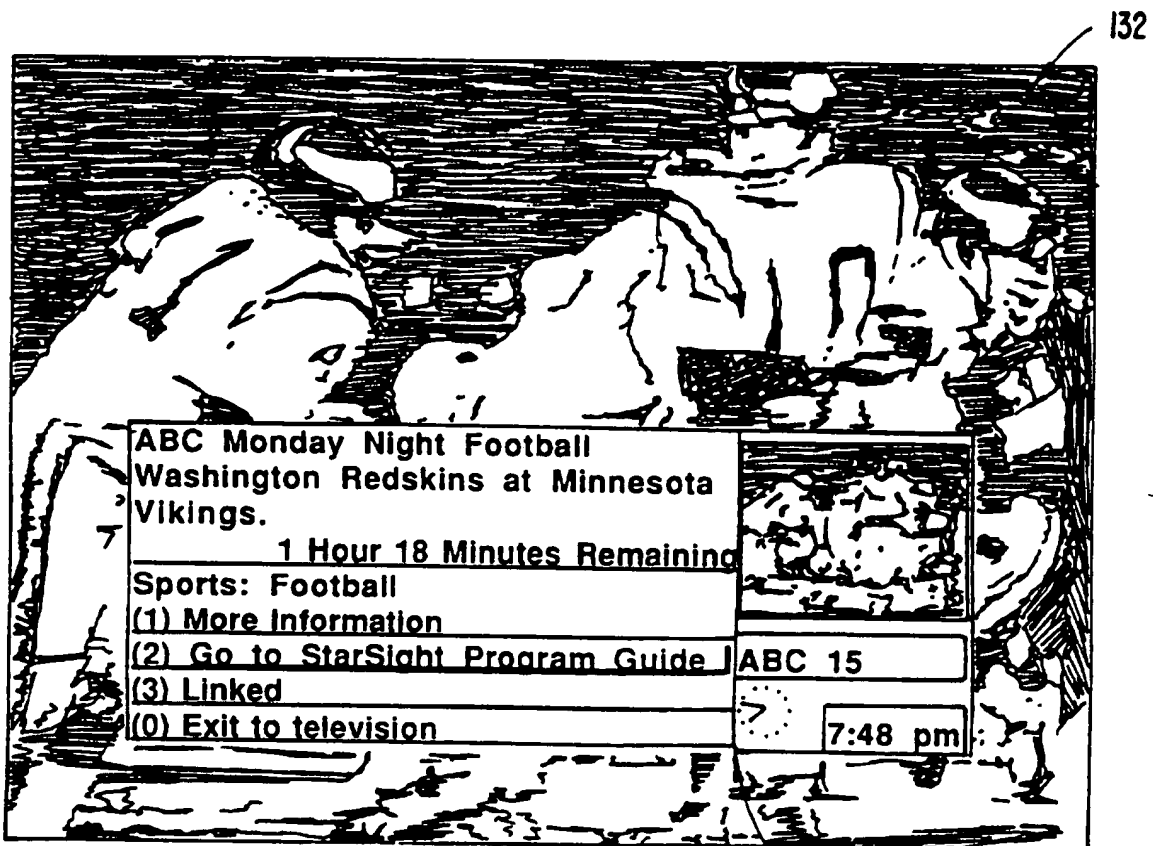 132
ABC Monday Night Football
Washington Redskins at Minnesota
Vikings.
1 Hour 18 Minutes Remaining
Sports: Football
(1) More Information
(2) Go to StarSight Program Guide
ABC 15
(3) Linked
(0) Exit to television
7:48 pm